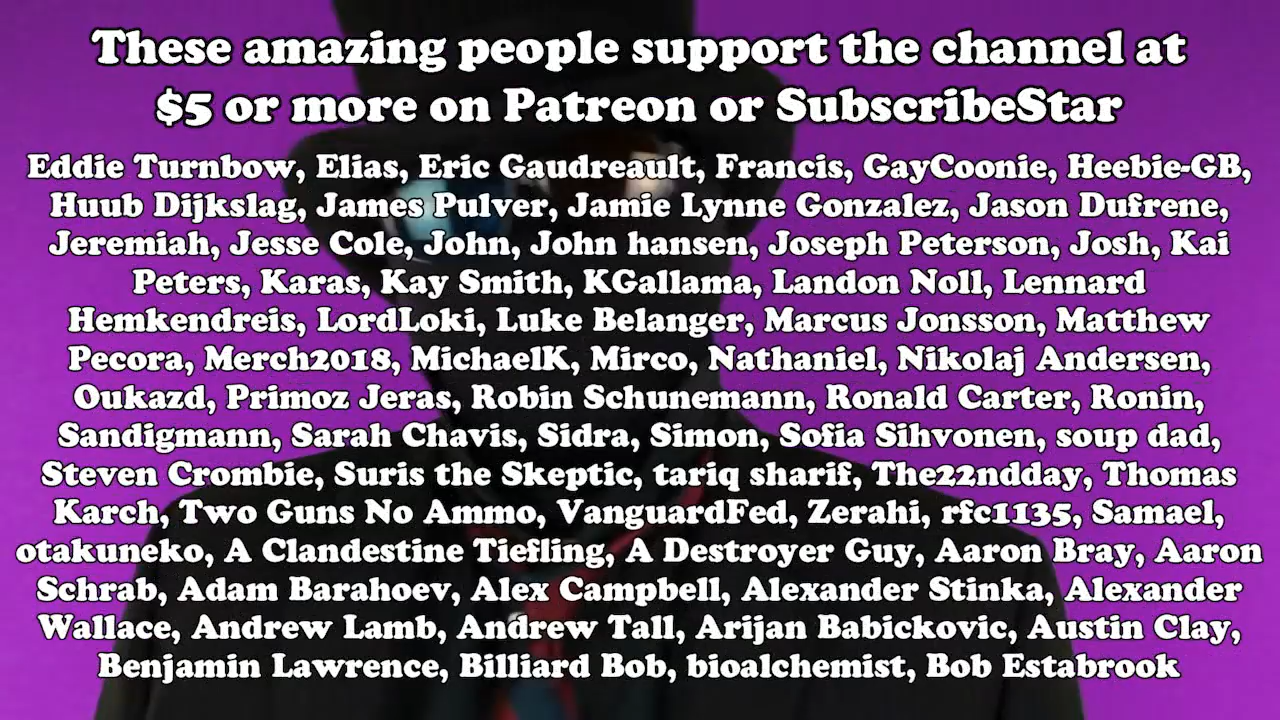 These amazing people support the channel at
$5 or more on Patreon or SubscribeStar
Eddie Turnbow, Elias, Eric Gaudreault, Francis, GayCoonie, Heebie-GB,
Huub Dijkslag, James Pulver, Jamie Lynne Gonzalez, Jason Dufrene,
Jeremiah, Jesse Cole, John, John hansen, Joseph Peterson, Josh, Kai
Peters, Karas, Kay Smith, KGallama, Landon Noll, Lennard
Hemkendreis, LordLoki, Luke Belanger, Marcus Jonsson, Matthew
Pecora, Merch2018, MichaelK, Mirco, Nathaniel, Nikolaj Andersen,
Oukazd, Primoz Jeras, Robin Schunemann, Ronald Carter, Ronin,
Sandigmann, Sarah Chavis, Sidra, Simon, Sofia Sihvonen, soup dad,
Steven Crombie, Suris the Skeptic, tariq sharif, The22ndday, Thomas
Karch, Two Guns No Ammo, VanguardFed, Zerahi, rfc1135, Samael,
otakuneko, A Clandestine Tiefling, A Destroyer Guy, Aaron Bray, Aaron
Schrab, Adam Barahoev, Alex Campbell, Alexander Stinka, Alexander
Wallace, Andrew Lamb, Andrew Tall, Arijan Babickovic, Austin Clay,
Benjamin Lawrence, Billiard Bob, bioalchemist, Bob Estabrook